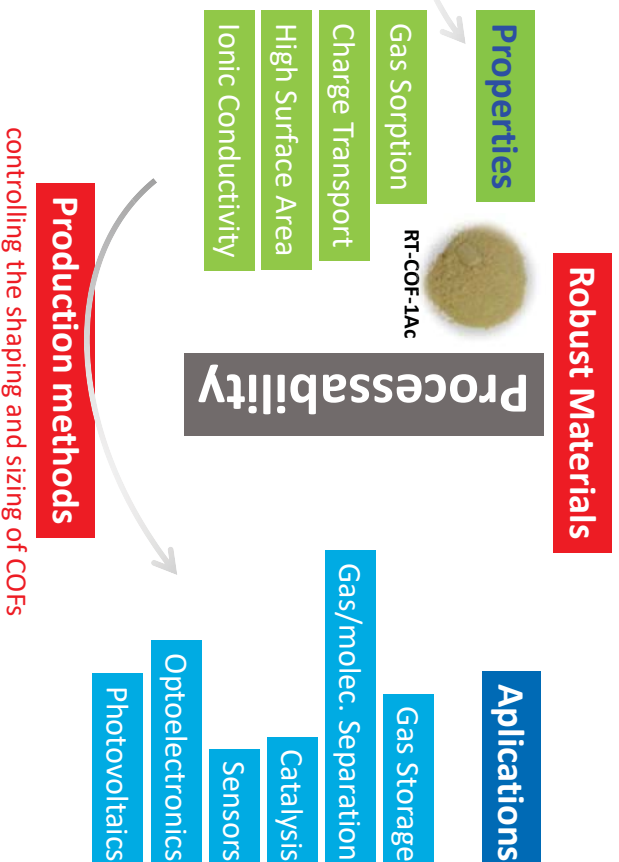 Robust Materials
Properties
Gas Sorption
Charge Transport
High Surface Area
Ionic Conductivity
RT-COF-1Ac
Processability
Aplications
Gas Storage
Gas/molec. Separation
Catalysis
Sensors
Optoelectronics
Photovoltaics
Production methods
controlling the shaping and sizing of COFs